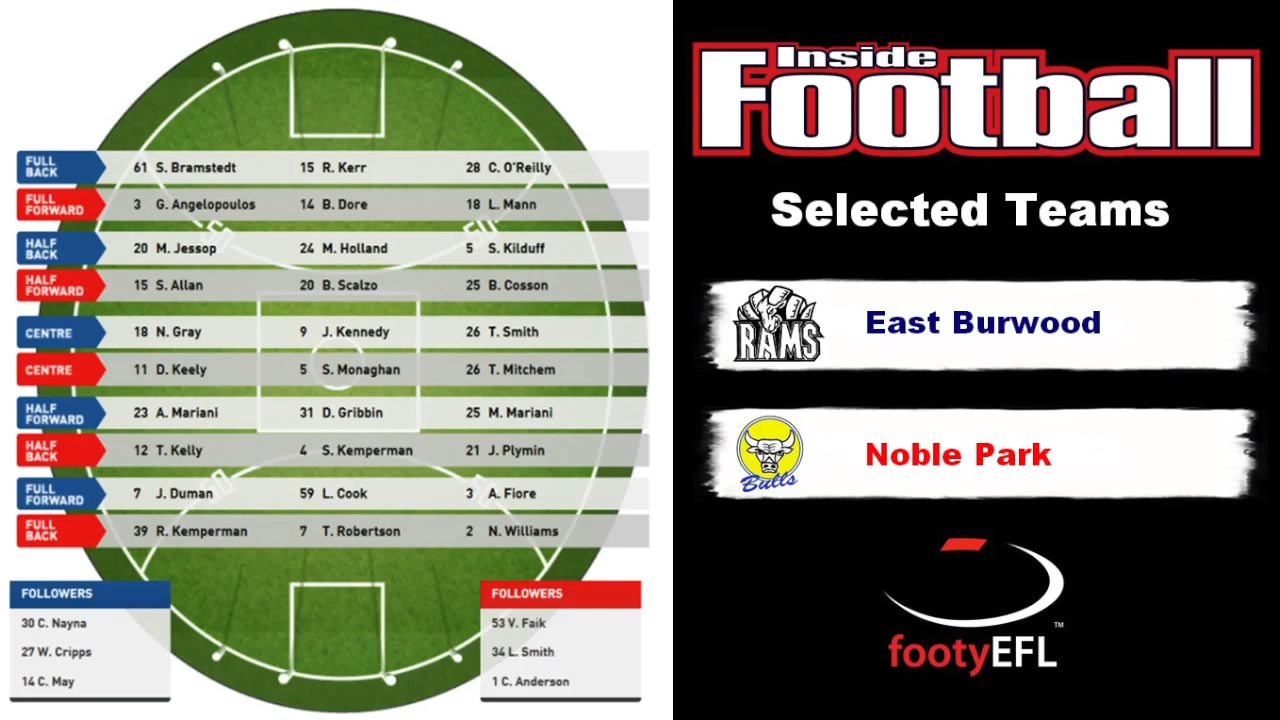 FULL BACK 61 S. Bramstedt 15 R. Kerr 28 C. O'Reilly
FULL FORWARD 3 G. Angelopoulos 14 B. Dore 18 L. Mann
50 50
HALF BACK 20 M. Jessop 24 M. Holland 5 S. Kilduff
HALF FORWARD 15 S. Allan 20 B. Scalzo 25 B. Cosson
CENTRE 18 N. Gray 9 J. Kennedy 26 T. Smith
CENTRE 11 D. Keely 5 S. Monaghan 26 T. Mitchem
HALF FORWARD 23 A. Mariani 31 D. Gribbin 25 M. Mariani
HALF BACK 12 T. Kelly 4 S. Kemperman 21 J. Plymin
50 50
FULL FORWARD 7 J. Duman 59 L. Cook 3 A. Fiore
FULL BACK 39 R. Kemperman 7 T. Robertson 2 N. Williams
FOLLOWERS
30 C. Nayna
27 W. Cripps
14 C. May
FOLLOWERS
53 V. Faik
34 L. Smith
1 C. Anderson
Inside
Football
Selected Teams
RAMS
East Burwood
Bulls
Noble Park
footyEFL™